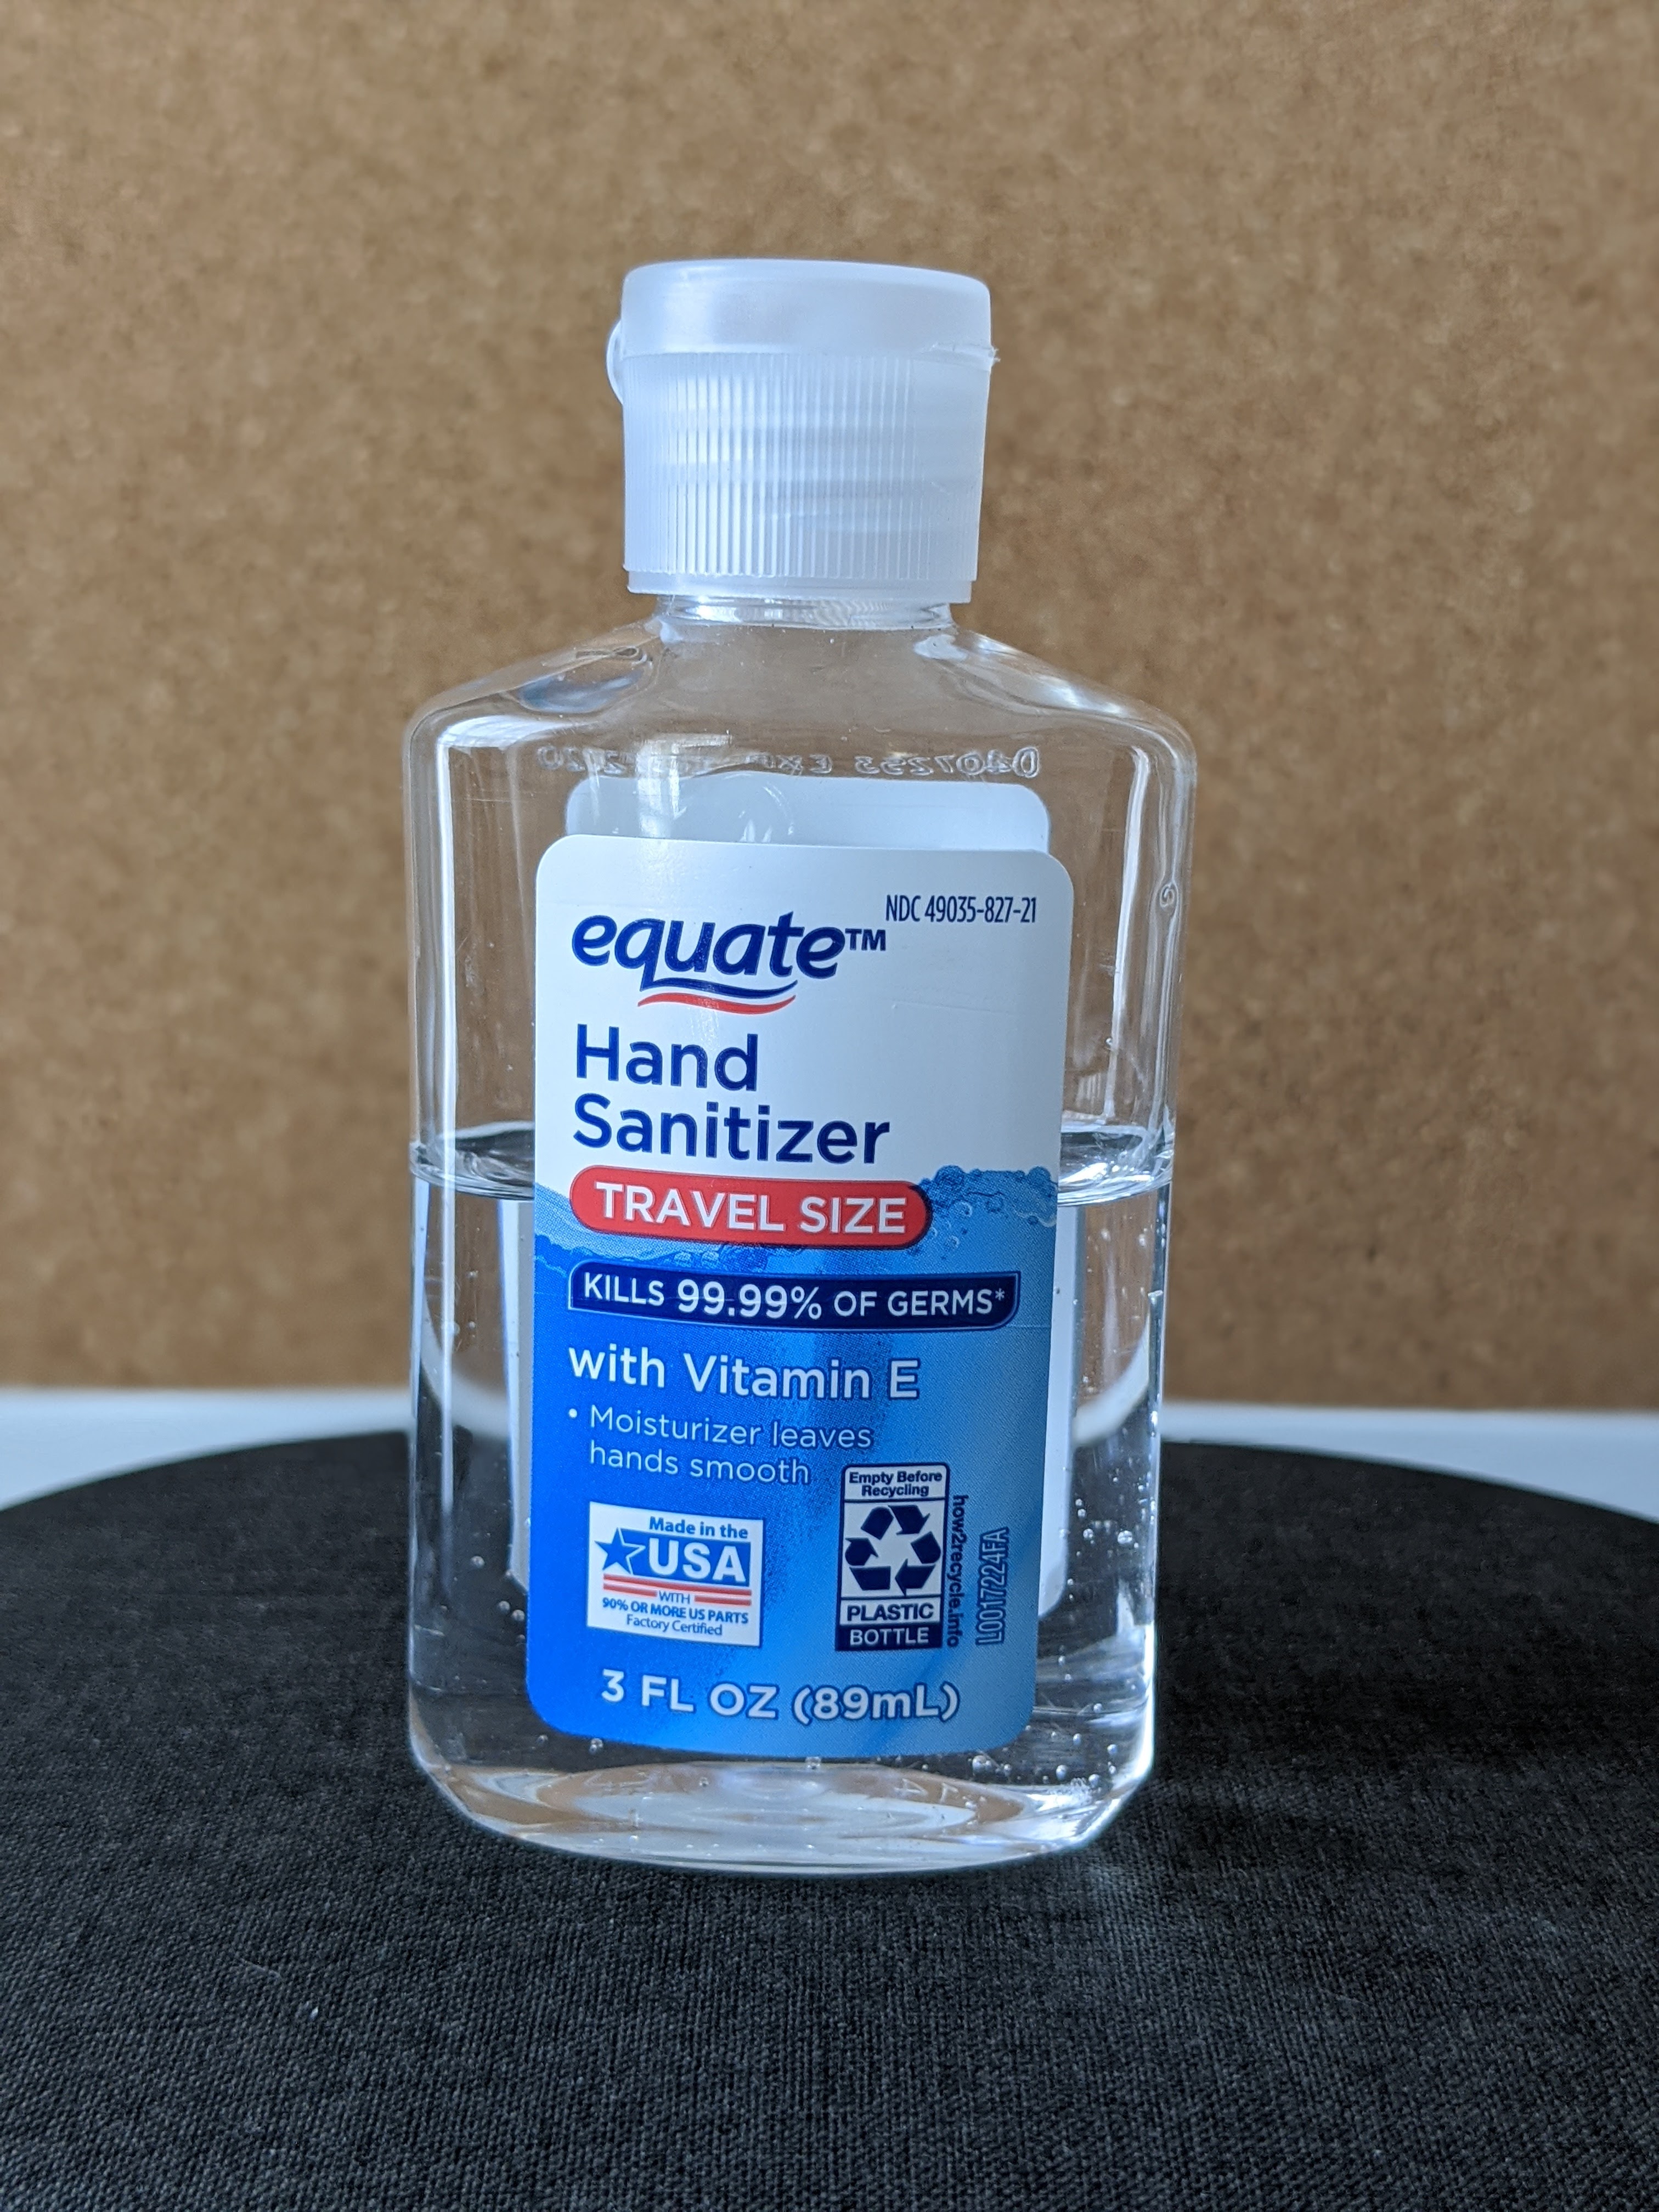 D407253 EXP
NDC 49035-827-21
equate™
Hand
Sanitizer
TRAVEL SIZE
KILLS 99.99% OF GERMS*
with Vitamin E
• Moisturizer leaves
hands smooth
Made in the
USA
WITH
90% OR MORE US PARTS
Factory Certified
Empty Before
Recycling
PLASTIC
BOTTLE
how2recycle.info
L0017224FA
3 FL OZ (89mL)